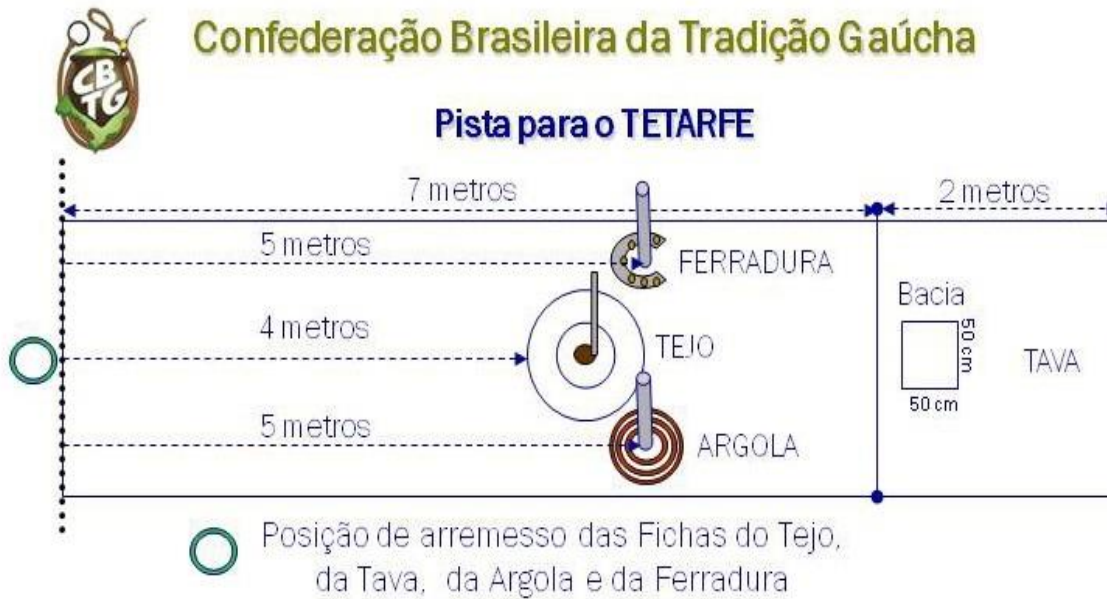 CB
TG
Confederação Brasileira da Tradição Gaúcha
Pista para o TETARFE
7 metros
2 metros
5 metros
FERRADURA
4 metros
TEJO
Bacia
50 cm
50 cm
TAVA
5 metros
ARGOLA
Posição de arremesso das Fichas do Tejo,
da Tava, da Argola e da Ferradura